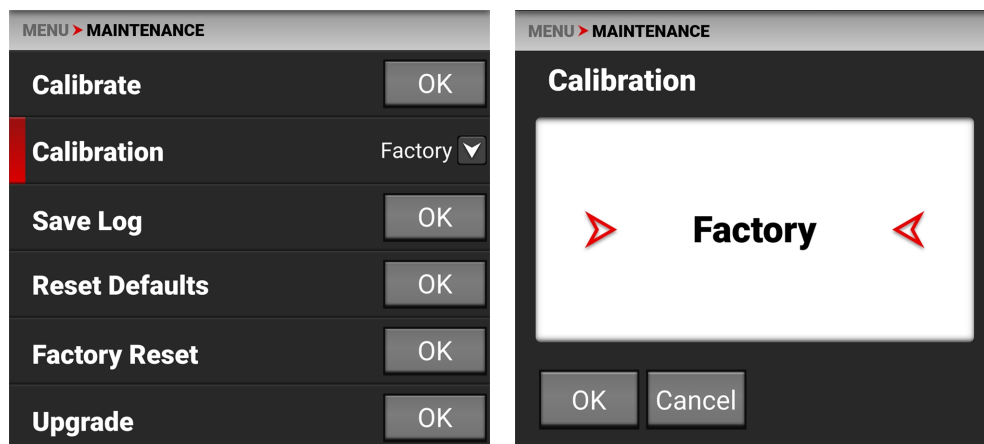 MENU > MAINTENANCE
Calibrate OK
Calibration Factory
Save Log OK
Reset Defaults OK
Factory Reset OK
Upgrade OK
MENU > MAINTENANCE
Calibration
Factory
OK Cancel